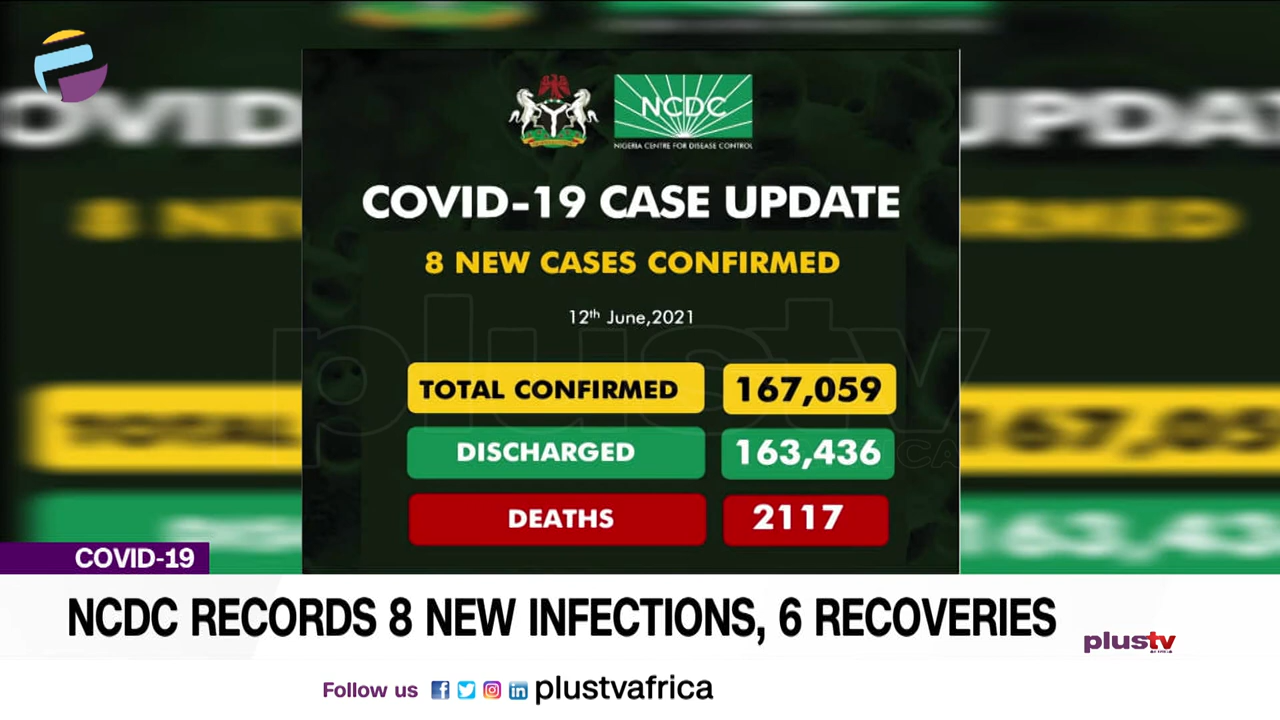 NCDC
NIGERIA CENTRE FOR DISEASE CONTROL
COVID-19 CASE UPDATE
8 NEW CASES CONFIRMED
12th June,2021
TOTAL CONFIRMED 167,059
DISCHARGED 163,436
DEATHS 2117
plustv
COVID-19
NCDC RECORDS 8 NEW INFECTIONS, 6 RECOVERIES
plustv
Follow us plustvafrica